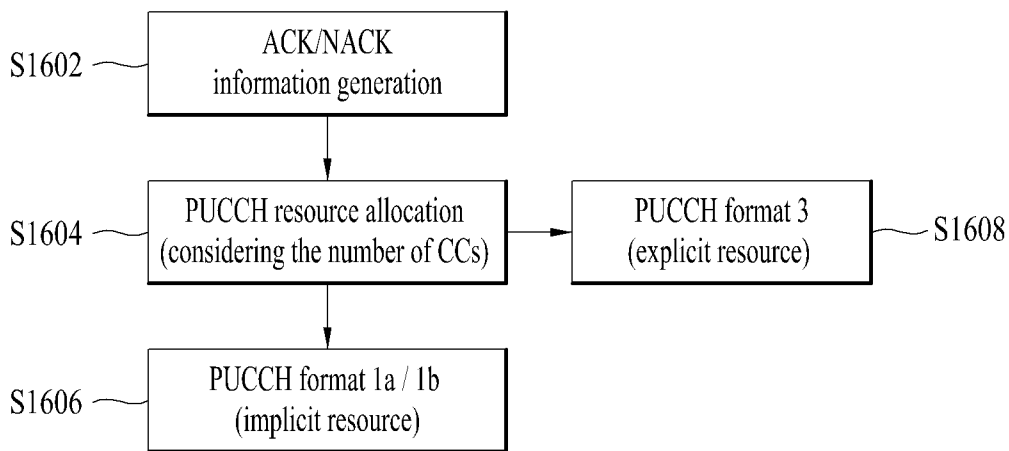 S1602
ACK/NACK
information generation
S1604
PUCCH resource allocation
(considering the number of CCs)
PUCCH format 3
(explicit resource)
S1608
S1606
PUCCH format 1a / 1b
(implicit resource)